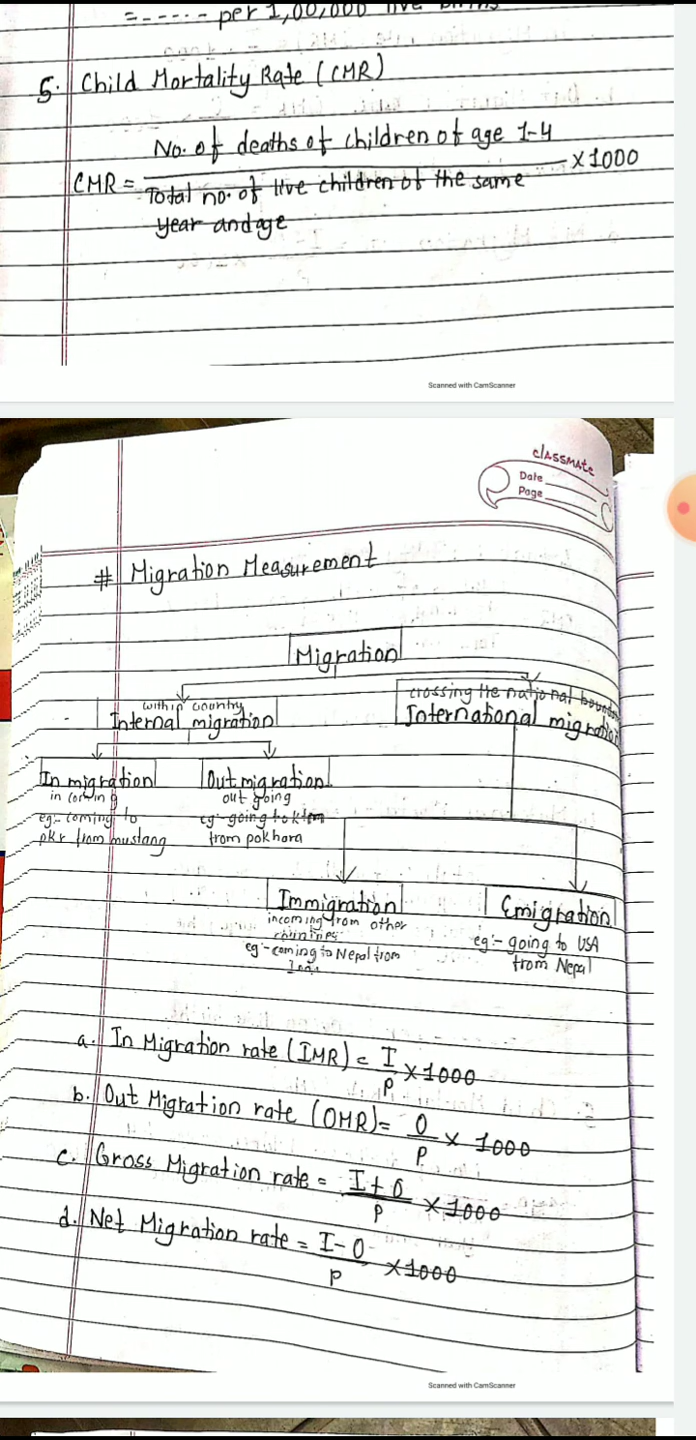 =------ per 1,00,000 live births
5. Child Mortality Rate (CMR)
CMR = No. of deaths of children of age 1-4
Total no. of live children of the same
year and age
×1000
Scanned with CamScanner
classmate
Date
Page
# Migration Measurement
Migration
within country
Internal migration
crossing the national
International migration
In migration
in coming
eg:- coming to
pkr from mustang
Out migration
out going
eg:- going to ktm
from pokhara
Immigration
incoming from other
countries
eg:- coming to Nepal from
Emigration
eg:- going to USA
from Nepal
a. In Migration rate (IMR) = I/P ×1000
b. Out Migration rate (OMR)= O/P × 1000
c. Gross Migration rate = I+O/P ×1000
d. Net Migration rate = I-O/P ×1000
Scanned with CamScanner